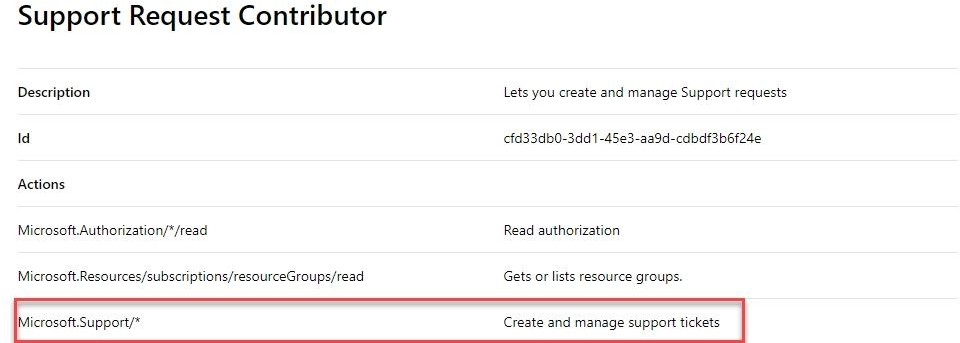 Support Request Contributor
Description Lets you create and manage Support requests
Id cfd33db0-3dd1-45e3-aa9d-cdbdf3b6f24e
Actions
Microsoft.Authorization/*/read Read authorization
Microsoft.Resources/subscriptions/resourceGroups/read Gets or lists resource groups.
Microsoft.Support/* Create and manage support tickets